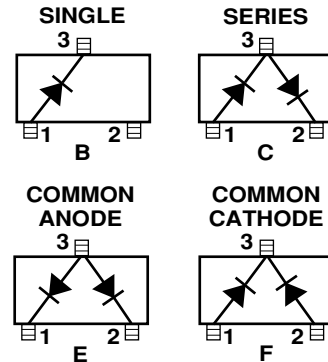 SINGLE
3
1 2
B
SERIES
3
1 2
C
COMMON
ANODE
3
1 2
E
COMMON
CATHODE
3
1 2
F